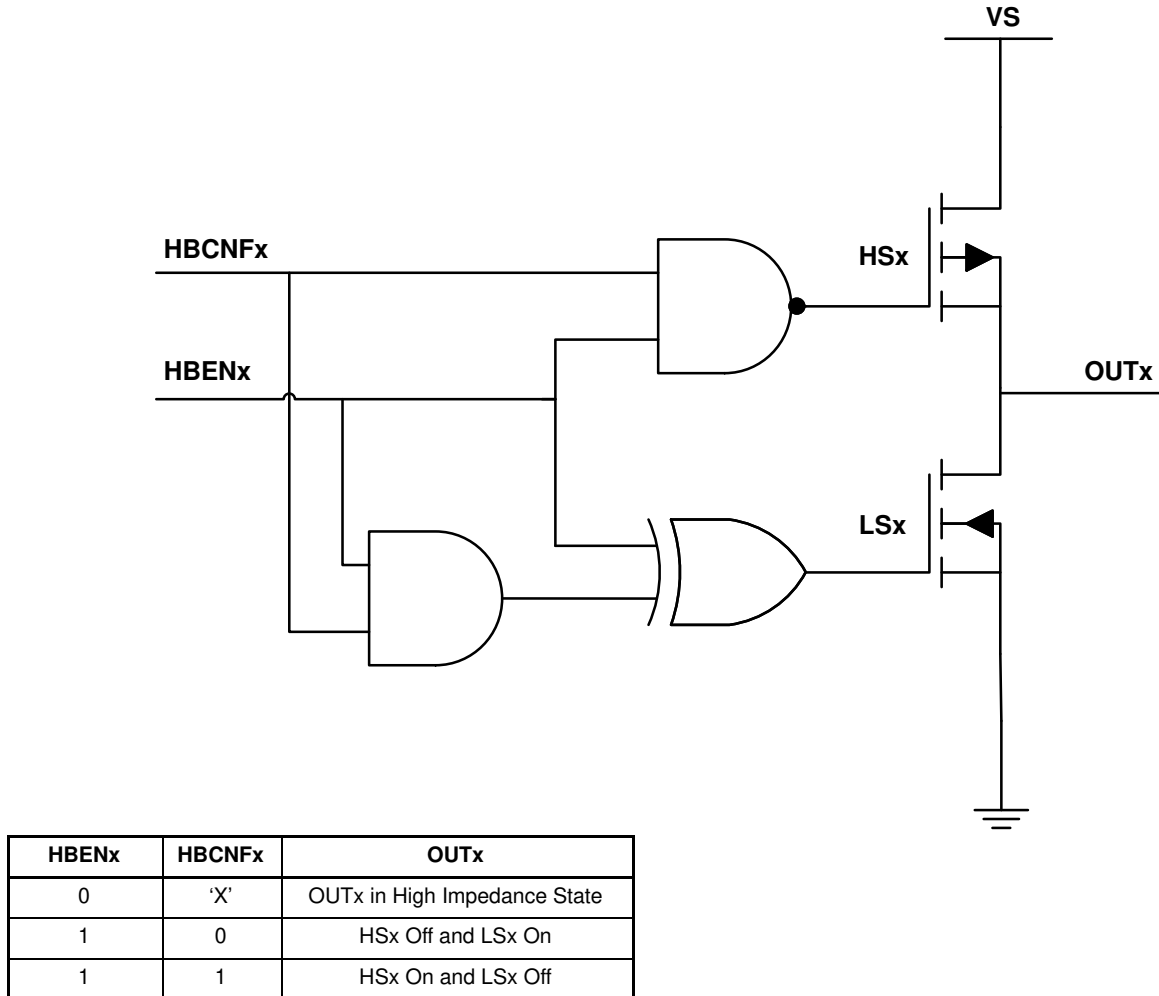 VS
HBCNFx
HSx
HBENx
OUTx
LSx
HBENx HBCNFx OUTx
0 ‘X’ OUTx in High Impedance State
1 0 HSx Off and LSx On
1 1 HSx On and LSx Off